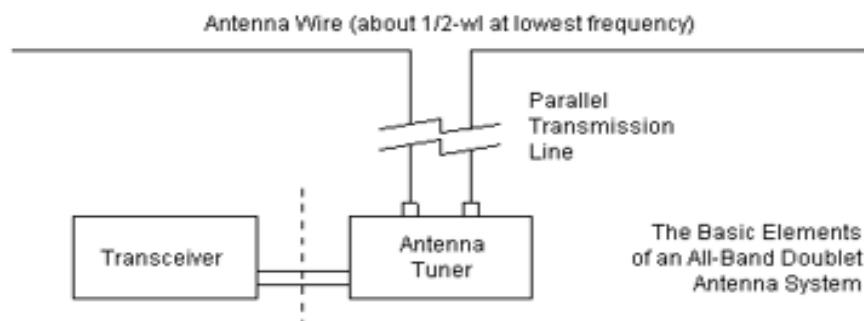 Antenna Wire (about 1/2-wl at lowest frequency)
Parallel
Transmission
Line
Transceiver
Antenna
Tuner
The Basic Elements
of an All-Band Doublet
Antenna System